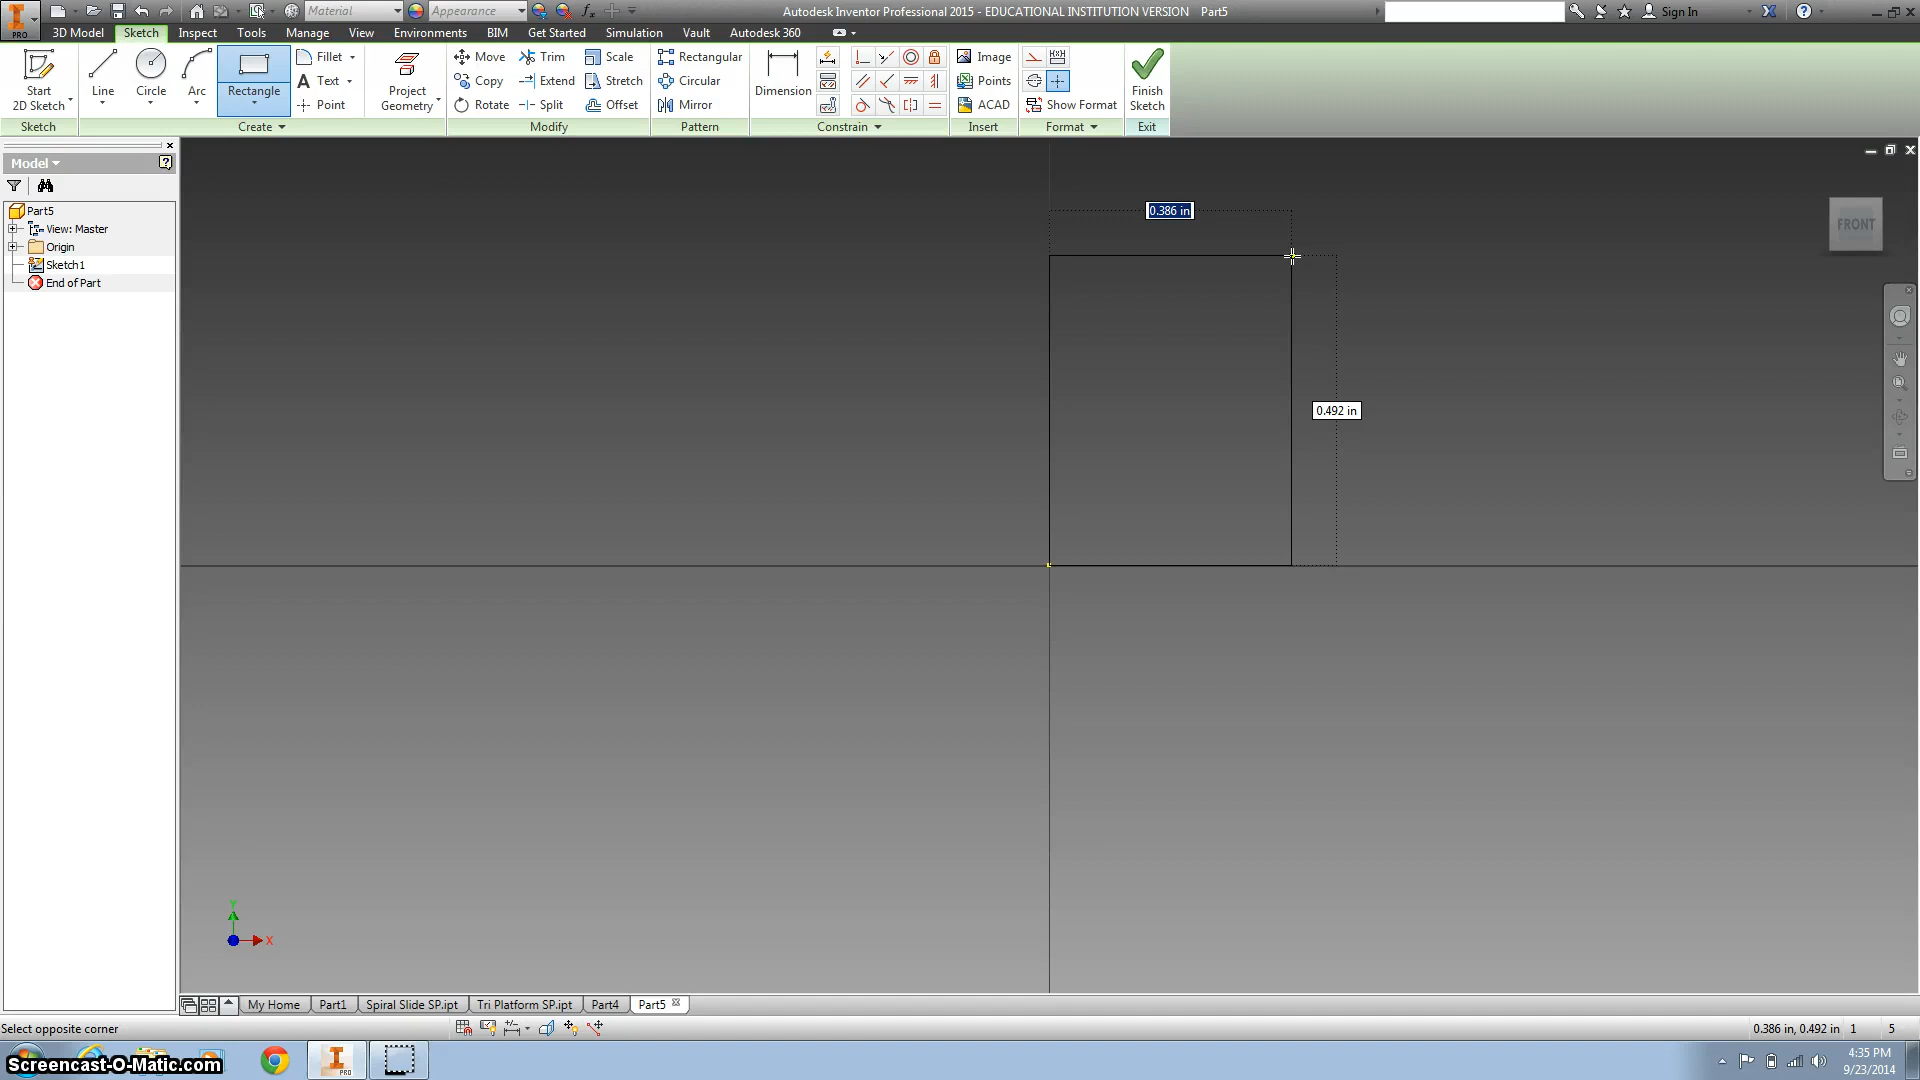 Material
Appearance
Autodesk Inventor Professional 2015 - EDUCATIONAL INSTITUTION VERSION Part5
Sign In
PRO
3D Model Sketch Inspect Tools Manage View Environments BIM Get Started Simulation Vault Autodesk 360
Start
2D Sketch
Line
Circle
Arc
Rectangle
Fillet
Text
Point
Project
Geometry
Move
Copy
Rotate
Trim
Extend
Split
Scale
Stretch
Offset
Rectangular
Circular
Mirror
Dimension
Image
Points
ACAD
Show Format
Finish
Sketch
Sketch Create Modify Pattern Constrain Insert Format Exit
Model
Part5
View: Master
Origin
Sketch1
End of Part
0.386 in
0.492 in
FRONT
Y
X
My Home Part1 Spiral Slide SP.ipt Tri Platform SP.ipt Part4 Part5
Select opposite corner
0.386 in, 0.492 in 1 5
Screencast-O-Matic.com
PRO
4:35 PM
9/23/2014